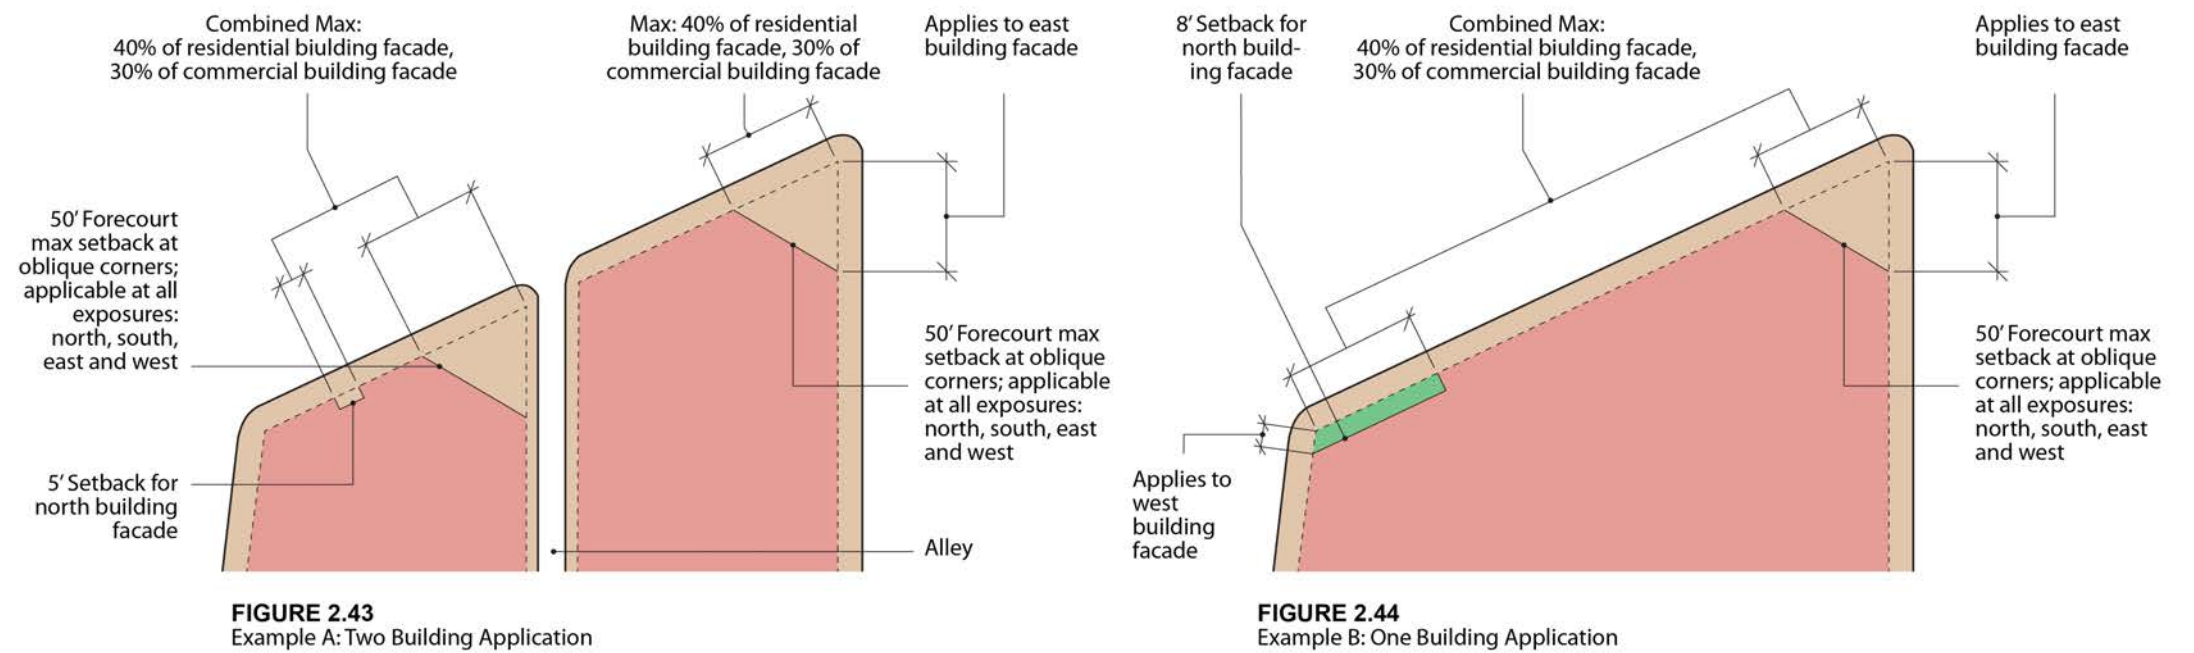 Combined Max:
40% of residential biulding facade,
30% of commercial building facade
Max: 40% of residential
building facade, 30% of
commercial building facade
Applies to east
building facade
50' Forecourt
max setback at
oblique corners;
applicable at all
exposures:
north, south,
east and west
5' Setback for
north building
facade
50' Forecourt max
setback at oblique
corners; applicable
at all exposures:
north, south, east
and west
Alley
FIGURE 2.43
Example A: Two Building Application
8' Setback for
north build-
ing facade
Combined Max:
40% of residential biulding facade,
30% of commercial building facade
Applies to east
building facade
Applies to
west
building
facade
50' Forecourt max
setback at oblique
corners; applicable
at all exposures:
north, south, east
and west
FIGURE 2.44
Example B: One Building Application